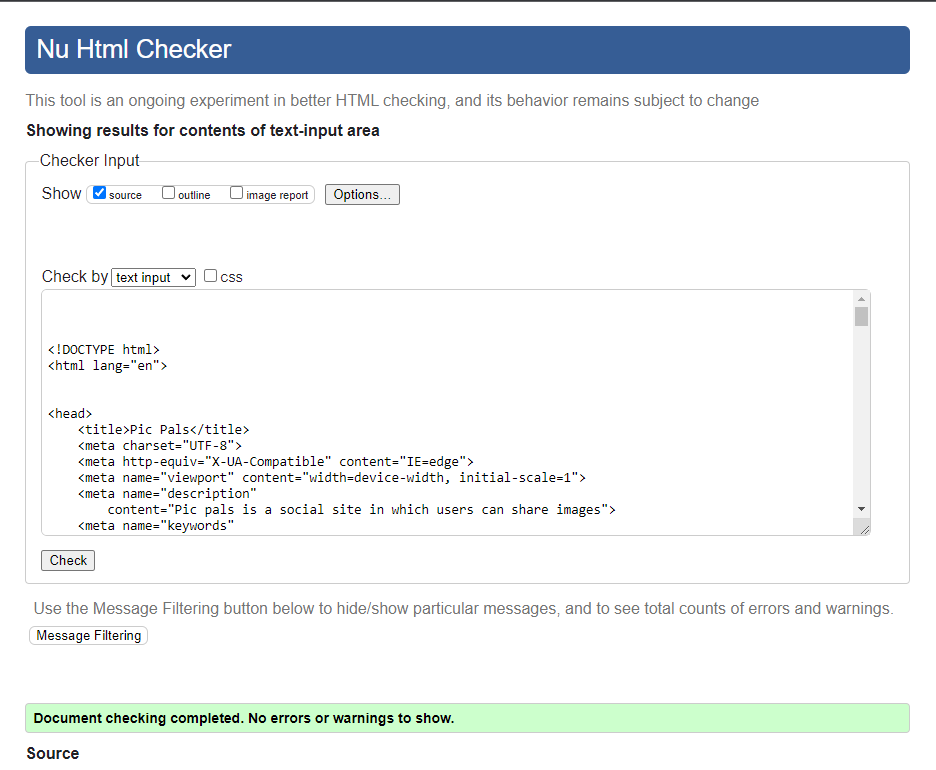 Nu Html Checker
This tool is an ongoing experiment in better HTML checking, and its behavior remains subject to change
Showing results for contents of text-input area
Checker Input
Show source outline image report Options...
Check by text input css
<!DOCTYPE html>
<html lang="en">
<head>
<title>Pic Pals</title>
<meta charset="UTF-8">
<meta http-equiv="X-UA-Compatible" content="IE=edge">
<meta name="viewport" content="width=device-width, initial-scale=1">
<meta name="description"
content="Pic pals is a social site in which users can share images">
<meta name="keywords"
Check
Use the Message Filtering button below to hide/show particular messages, and to see total counts of errors and warnings.
Message Filtering
Document checking completed. No errors or warnings to show.
Source